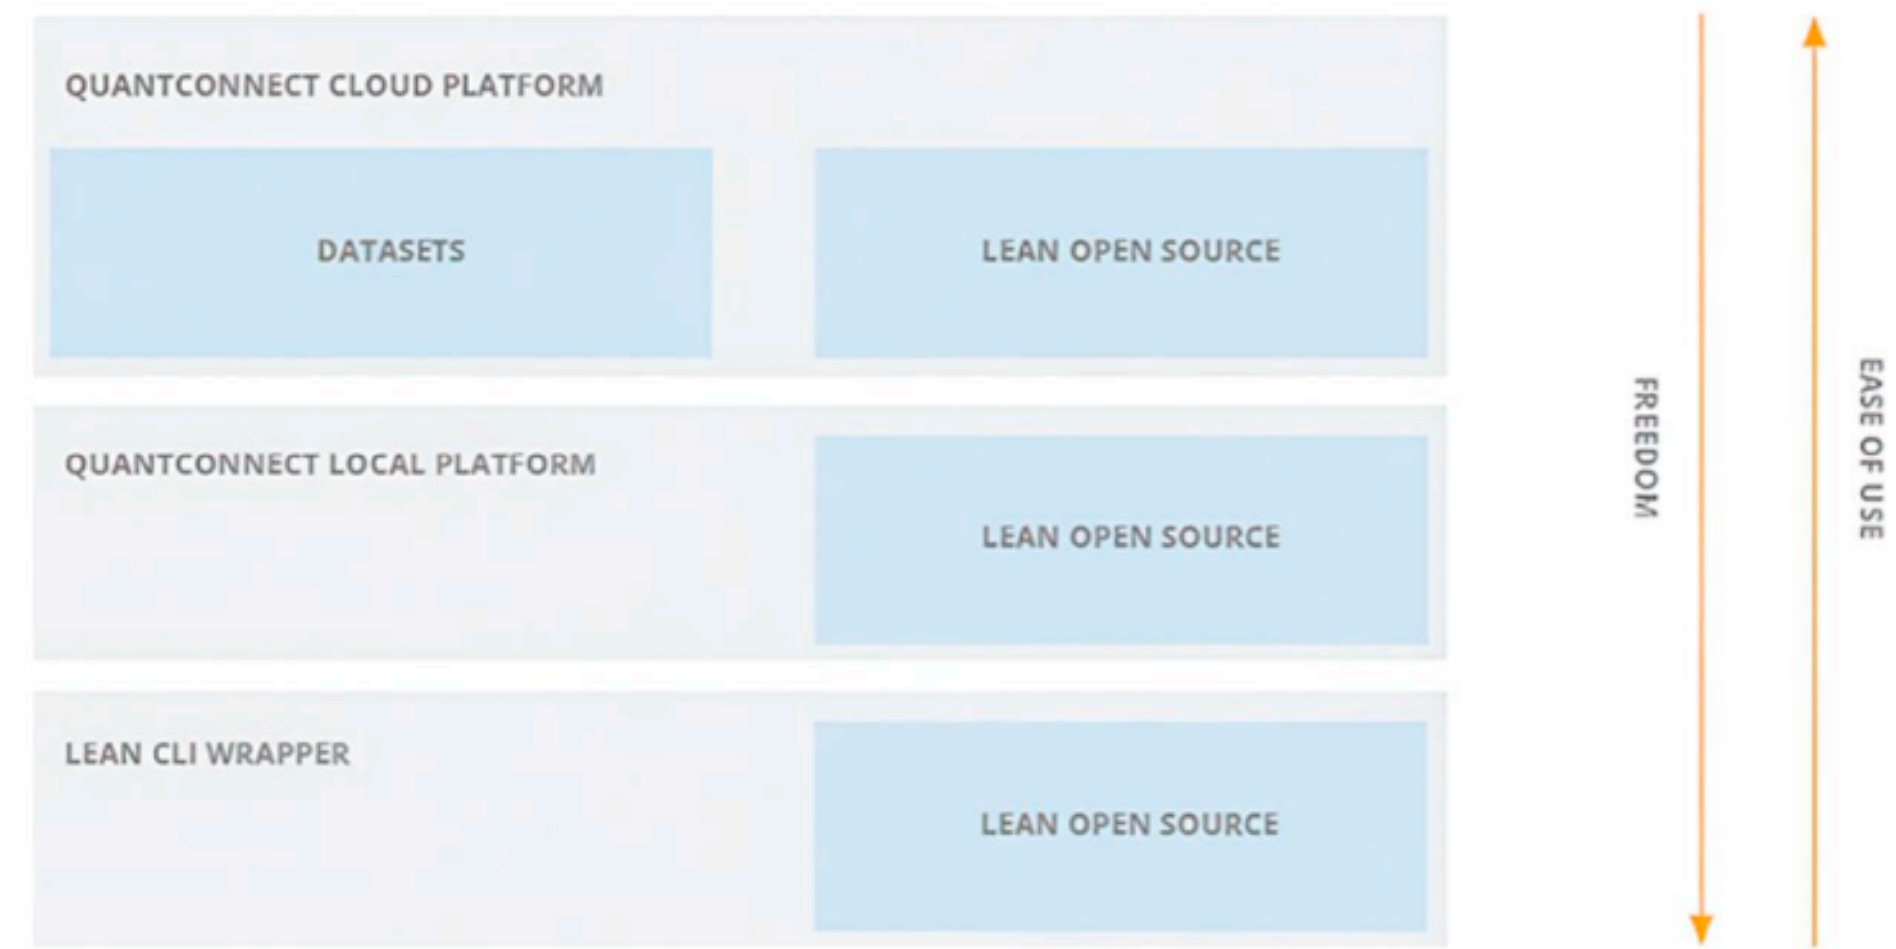 QUANTCONNECT CLOUD PLATFORM
DATASETS
LEAN OPEN SOURCE
QUANTCONNECT LOCAL PLATFORM
LEAN OPEN SOURCE
LEAN CLI WRAPPER
LEAN OPEN SOURCE
FREEDOM
EASE OF USE